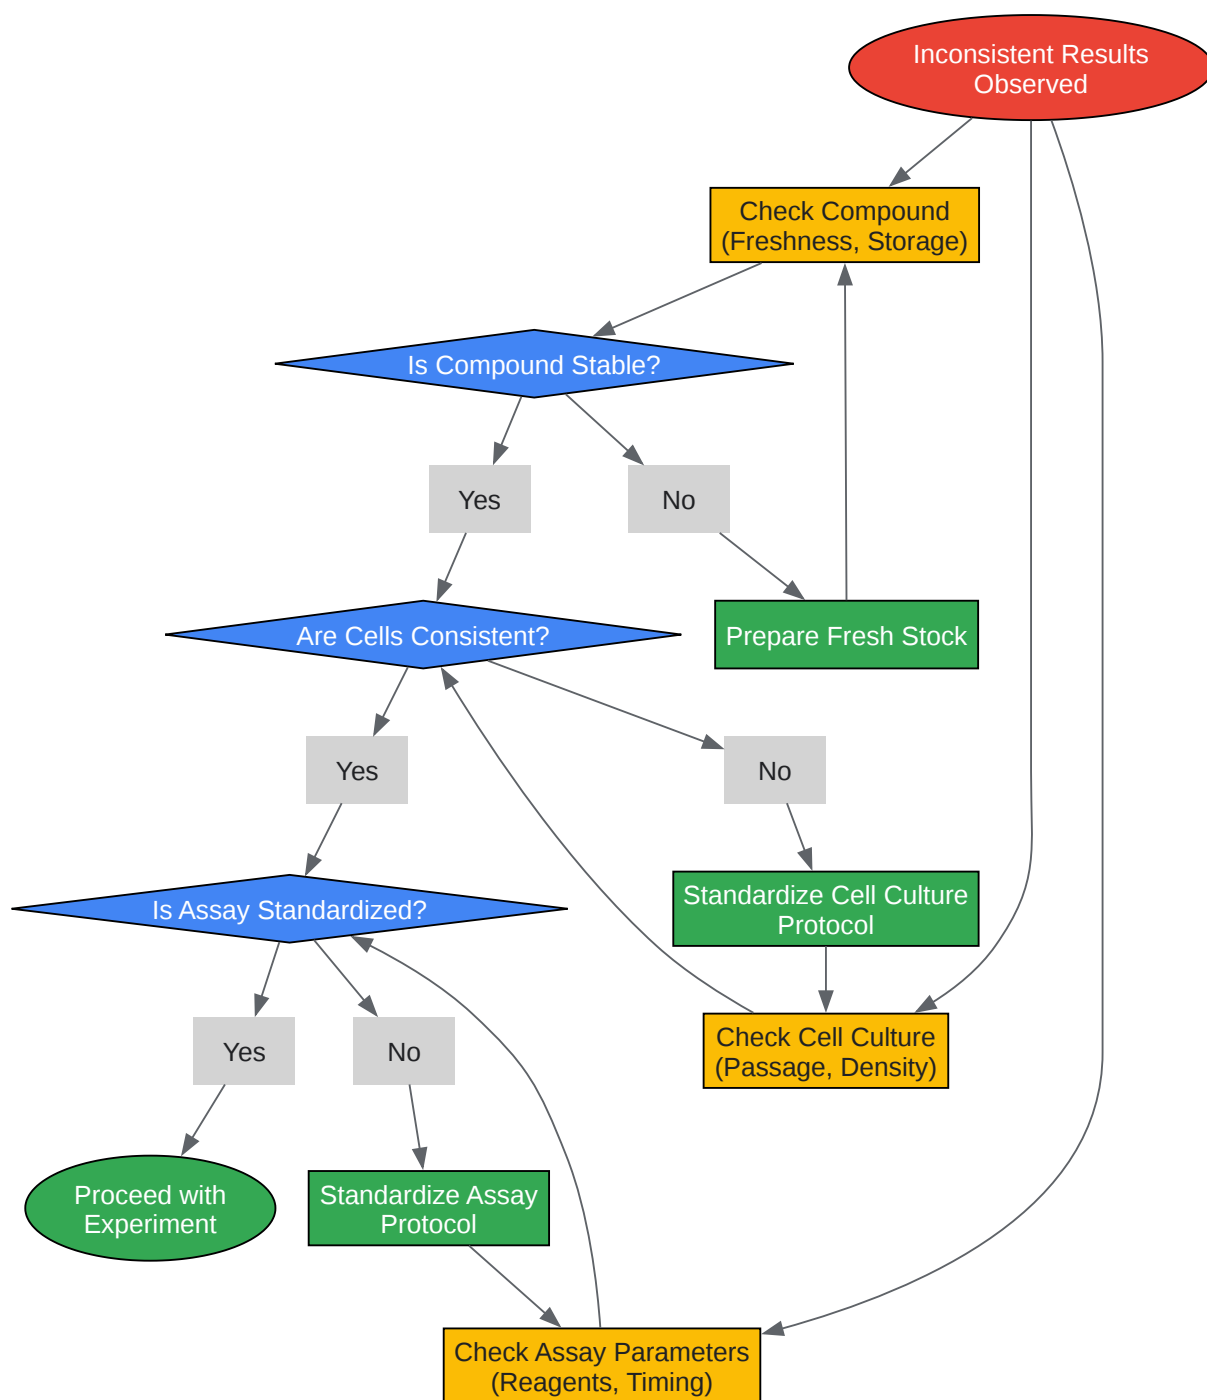 Inconsistent Results
Observed
Check Compound
(Freshness, Storage)
Is Compound Stable?
Yes
No
Are Cells Consistent?
Prepare Fresh Stock
Yes
No
Is Assay Standardized?
Standardize Cell Culture
Protocol
Yes
No
Check Cell Culture
(Passage, Density)
Proceed with
Experiment
Standardize Assay
Protocol
Check Assay Parameters
(Reagents, Timing)